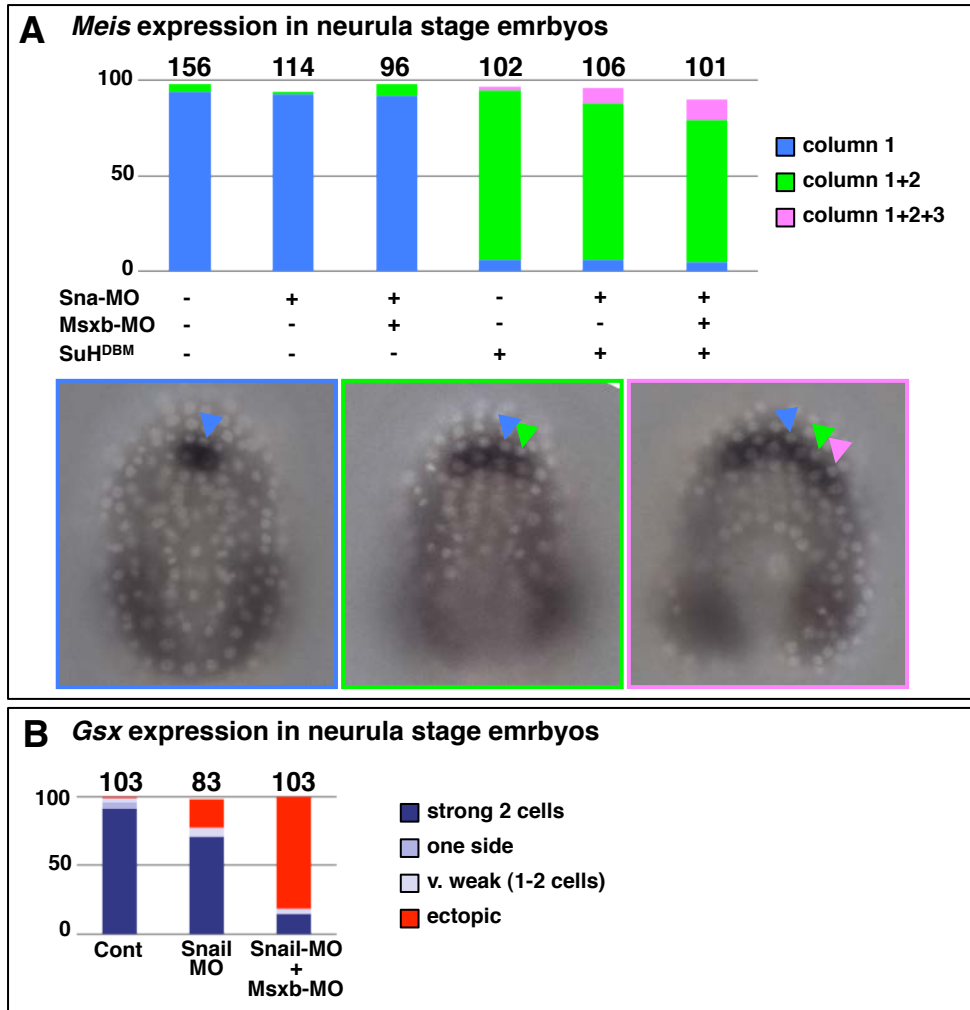 A Meis expression in neurula stage emrbyos
156 114 96 102 106 101
100
50
0
column 1
column 1+2
column 1+2+3
Sna-MO - + + - + +
Msxb-MO - - + - - +
SuHDBM - - - + + +
B Gsx expression in neurula stage emrbyos
103 83 103
100
50
0
strong 2 cells
one side
v. weak (1-2 cells)
ectopic
Cont Snail Snail-MO
MO +
Msxb-MO